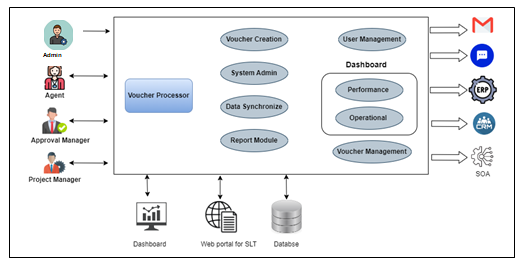 Voucher Creation
User Management
Admin
System Admin
Dashboard
Agent
Voucher Processor
Performance
ERP
Data Synchronize
Operational
CRM
Approval Manager
Report Module
Voucher Management
Project Manager
SOA
Dashboard
Web portal for SLT
Databse